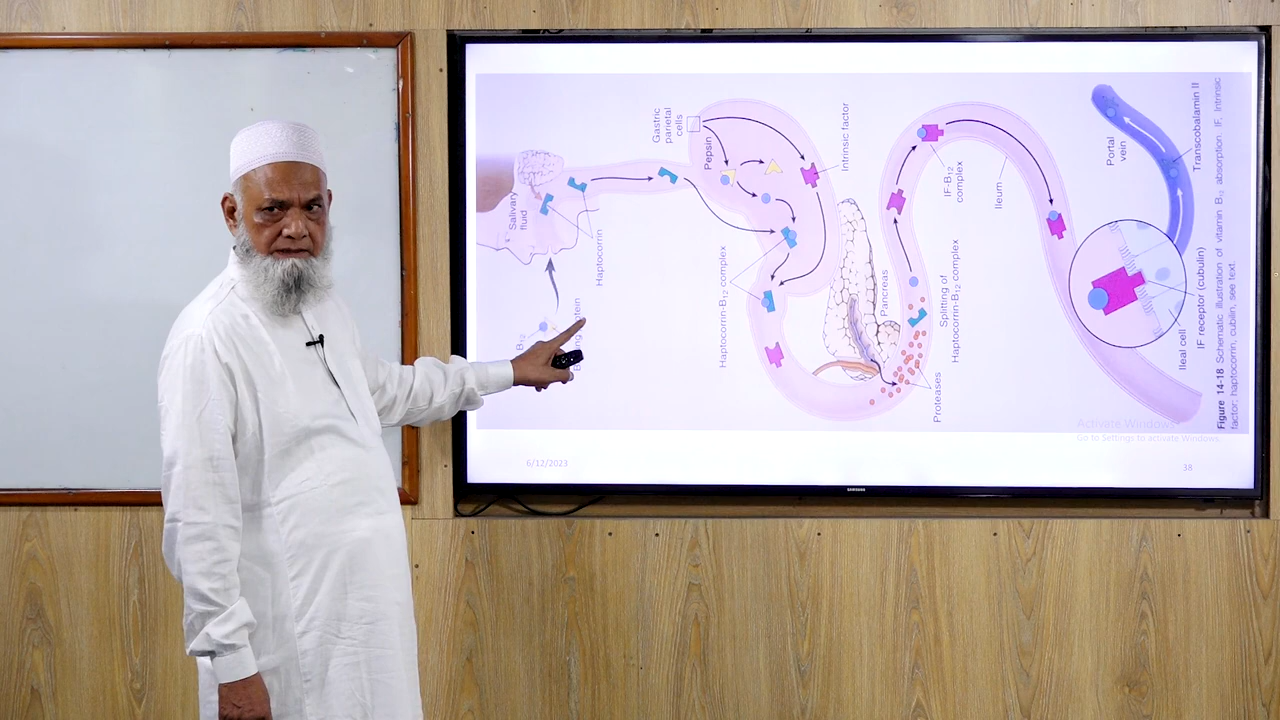 Salivary
fluid
Haptocorrin
Gastric
parietal
cells
Pepsin
Intrinsic factor
Haptocorrin-B₁₂ complex
Pancreas
Splitting of
Haptocorrin-B₁₂ complex
Proteases
IF-B₁₂
complex
Ileum
Portal
vein
Transcobalamin II
IF receptor (cubulin)
Ileal cell
Figure 14-18 Schematic illustration of vitamin B₁₂ absorption. IF, Intrinsic
factor; haptocorrin, cubilin, see text.
Activate Windows
Go to Settings to activate Windows.
6/12/2023
38
SAMSUNG